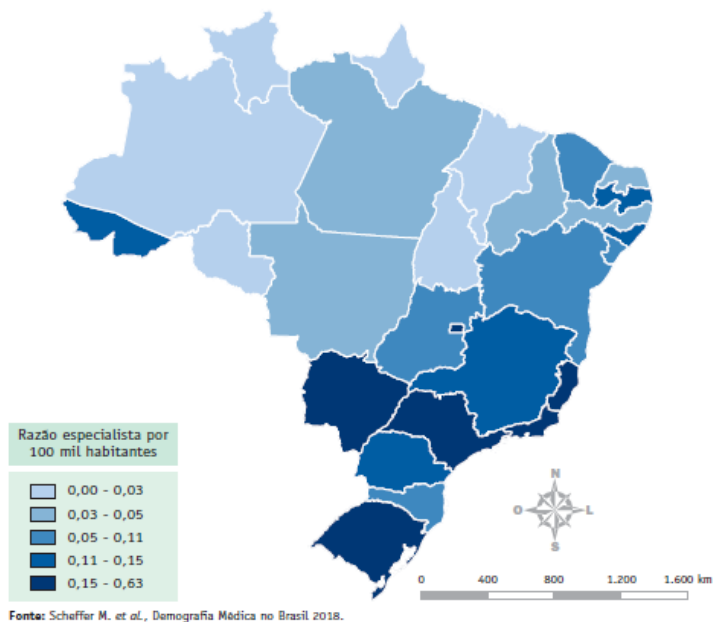 Razão especialista por
100 mil habitantes
0,00 - 0,03
0,03 - 0,05
0,05 - 0,11
0,11 - 0,15
0,15 - 0,63
N
O
L
S
0 400 800 1.200 1.600 km
Fonte: Scheffer M. et al., Demografia Médica no Brasil 2018.